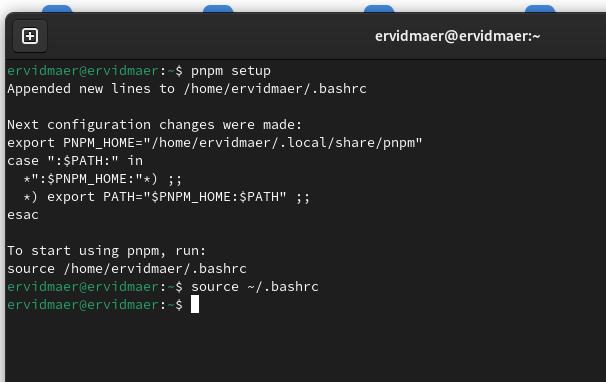 ervidmaer@ervidmaer:~
ervidmaer@ervidmaer:~$ pnpm setup
Appended new lines to /home/ervidmaer/.bashrc

Next configuration changes were made:
export PNPM_HOME="/home/ervidmaer/.local/share/pnpm"
case ":$PATH:" in
  *":$PNPM_HOME:"*) ;;
  *) export PATH="$PNPM_HOME:$PATH" ;;
esac

To start using pnpm, run:
source /home/ervidmaer/.bashrc
ervidmaer@ervidmaer:~$ source ~/.bashrc
ervidmaer@ervidmaer:~$